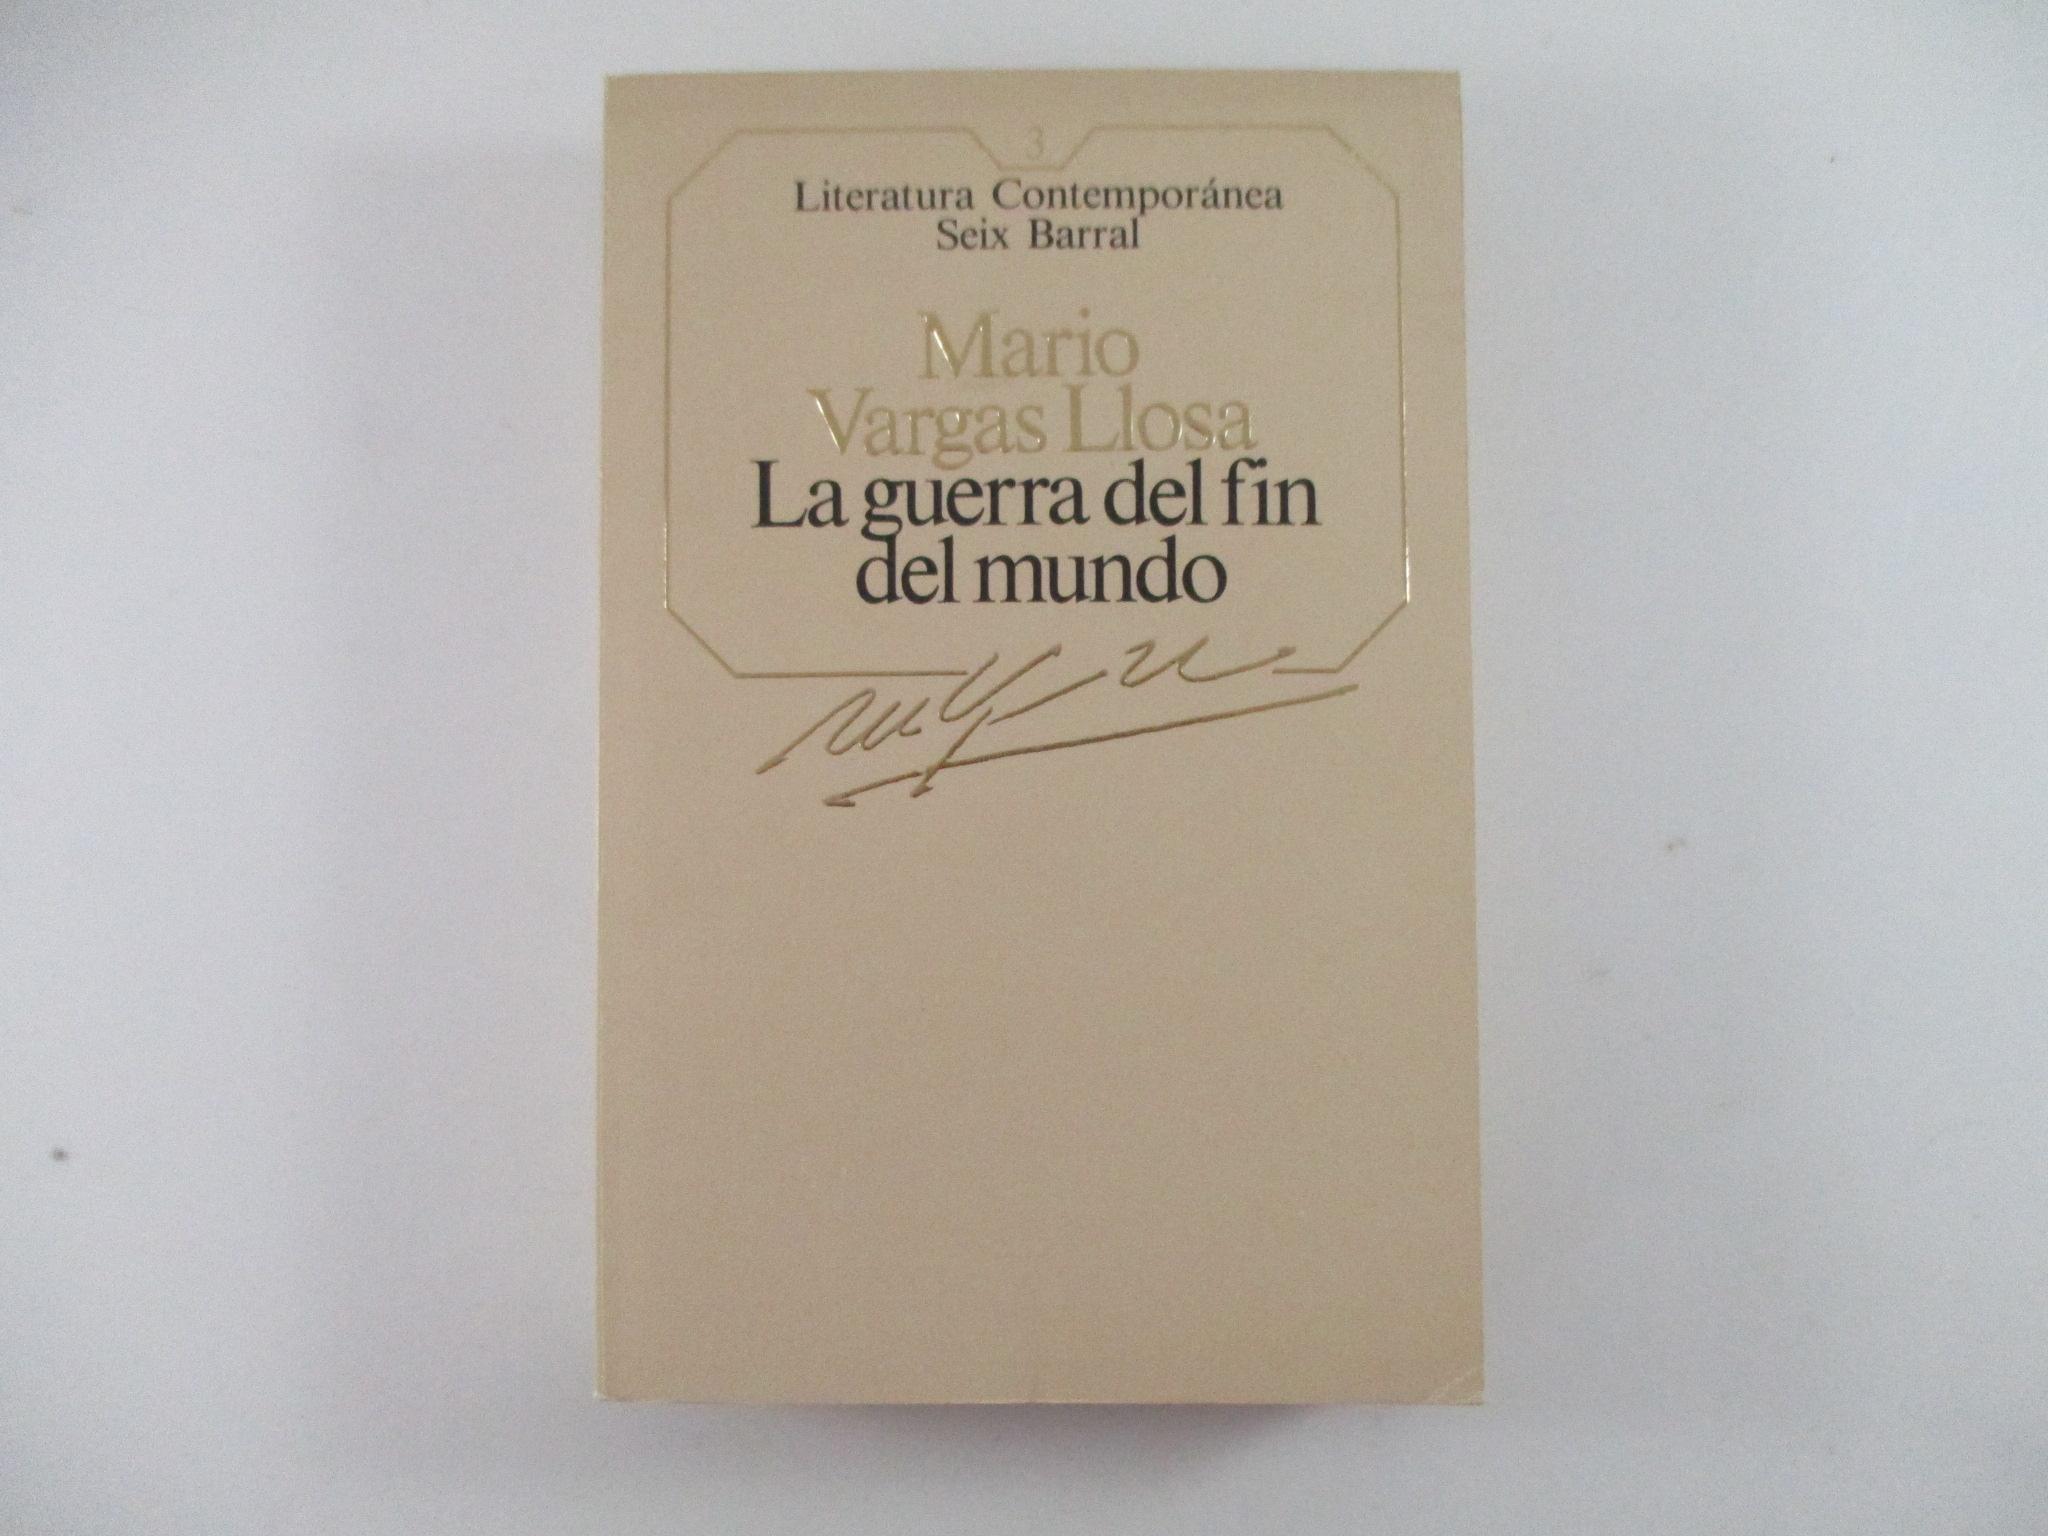 3
Literatura Contemporánea
Seix Barral
Mario
Vargas Llosa
La guerra del fin
del mundo